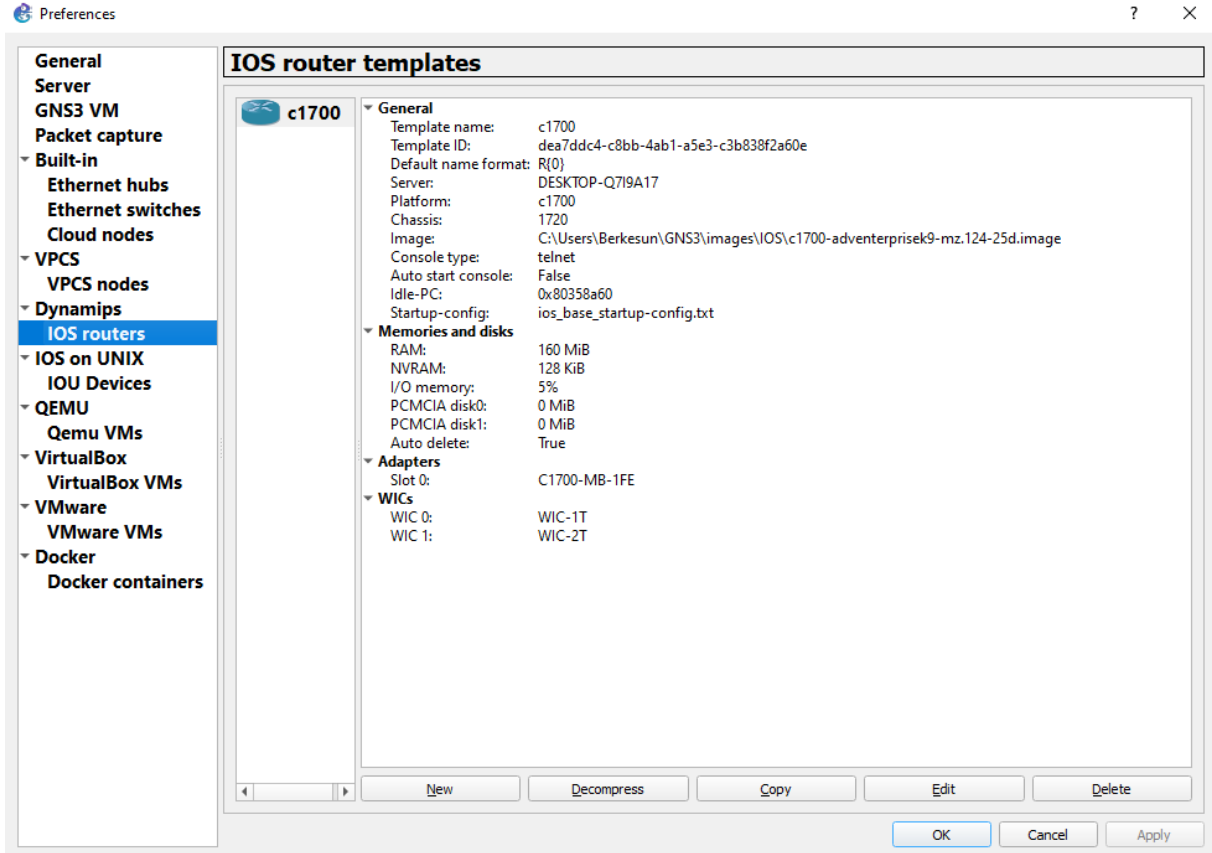 Preferences
?
General
Server
GNS3 VM
Packet capture
Built-in
Ethernet hubs
Ethernet switches
Cloud nodes
VPCS
VPCS nodes
Dynamips
IOS routers
IOS on UNIX
IOU Devices
QEMU
Qemu VMs
VirtualBox
VirtualBox VMs
VMware
VMware VMs
Docker
Docker containers
IOS router templates
c1700
General
Template name: c1700
Template ID: dea7ddc4-c8bb-4ab1-a5e3-c3b838f2a60e
Default name format: R{0}
Server: DESKTOP-Q7I9A17
Platform: c1700
Chassis: 1720
Image: C:\Users\Berkesun\GNS3\images\IOS\c1700-adventerprisek9-mz.124-25d.image
Console type: telnet
Auto start console: False
Idle-PC: 0x80358a60
Startup-config: ios_base_startup-config.txt
Memories and disks
RAM: 160 MiB
NVRAM: 128 KiB
I/O memory: 5%
PCMCIA disk0: 0 MiB
PCMCIA disk1: 0 MiB
Auto delete: True
Adapters
Slot 0: C1700-MB-1FE
WICs
WIC 0: WIC-1T
WIC 1: WIC-2T
New Decompress Copy Edit Delete
OK Cancel Apply